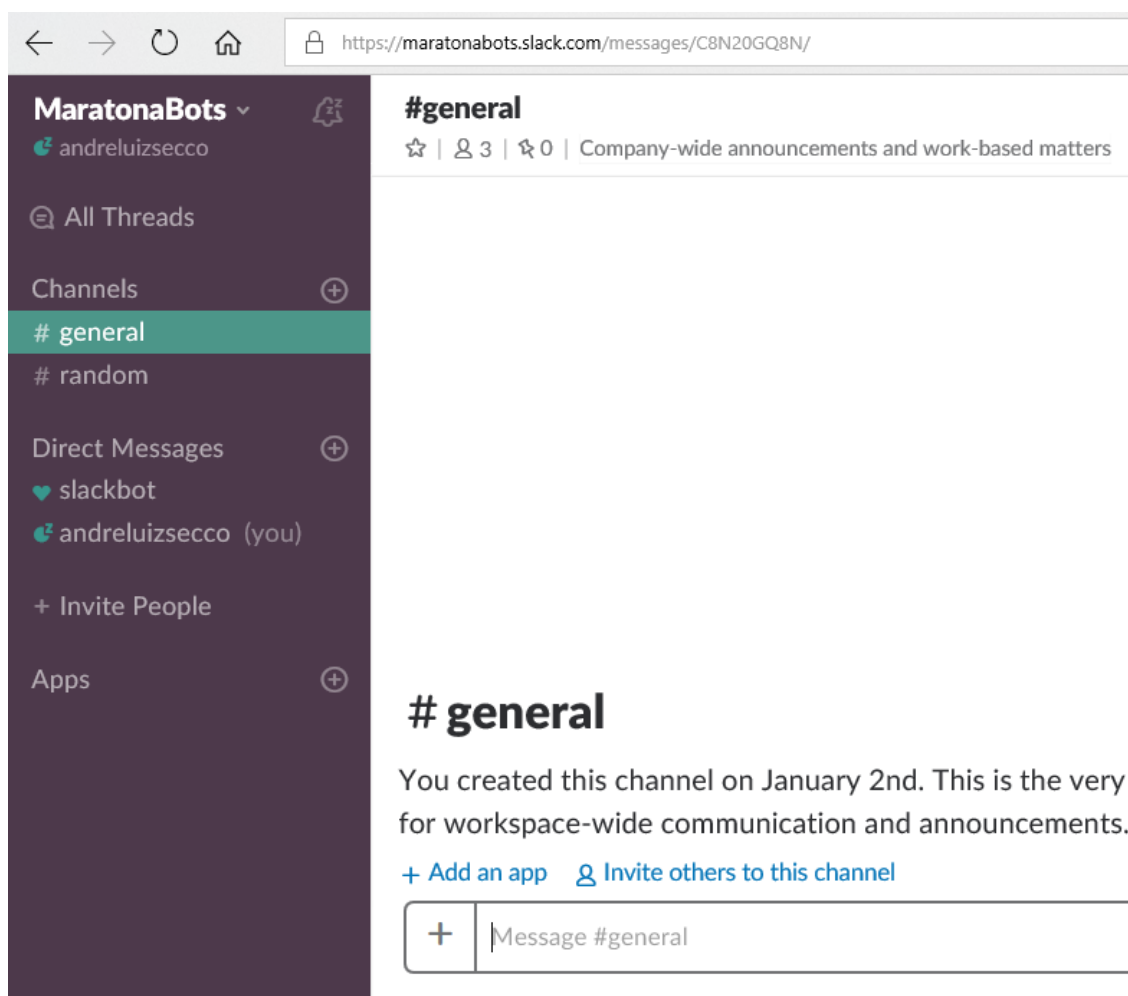 https://maratonabots.slack.com/messages/C8N20GQ8N/
MaratonaBots
andreluizsecco
All Threads
Channels
# general
# random
Direct Messages
slackbot
andreluizsecco (you)
+ Invite People
Apps
#general
3 | 0 | Company-wide announcements and work-based matters
# general
You created this channel on January 2nd. This is the very
for workspace-wide communication and announcements.
+ Add an app Invite others to this channel
+ Message #general